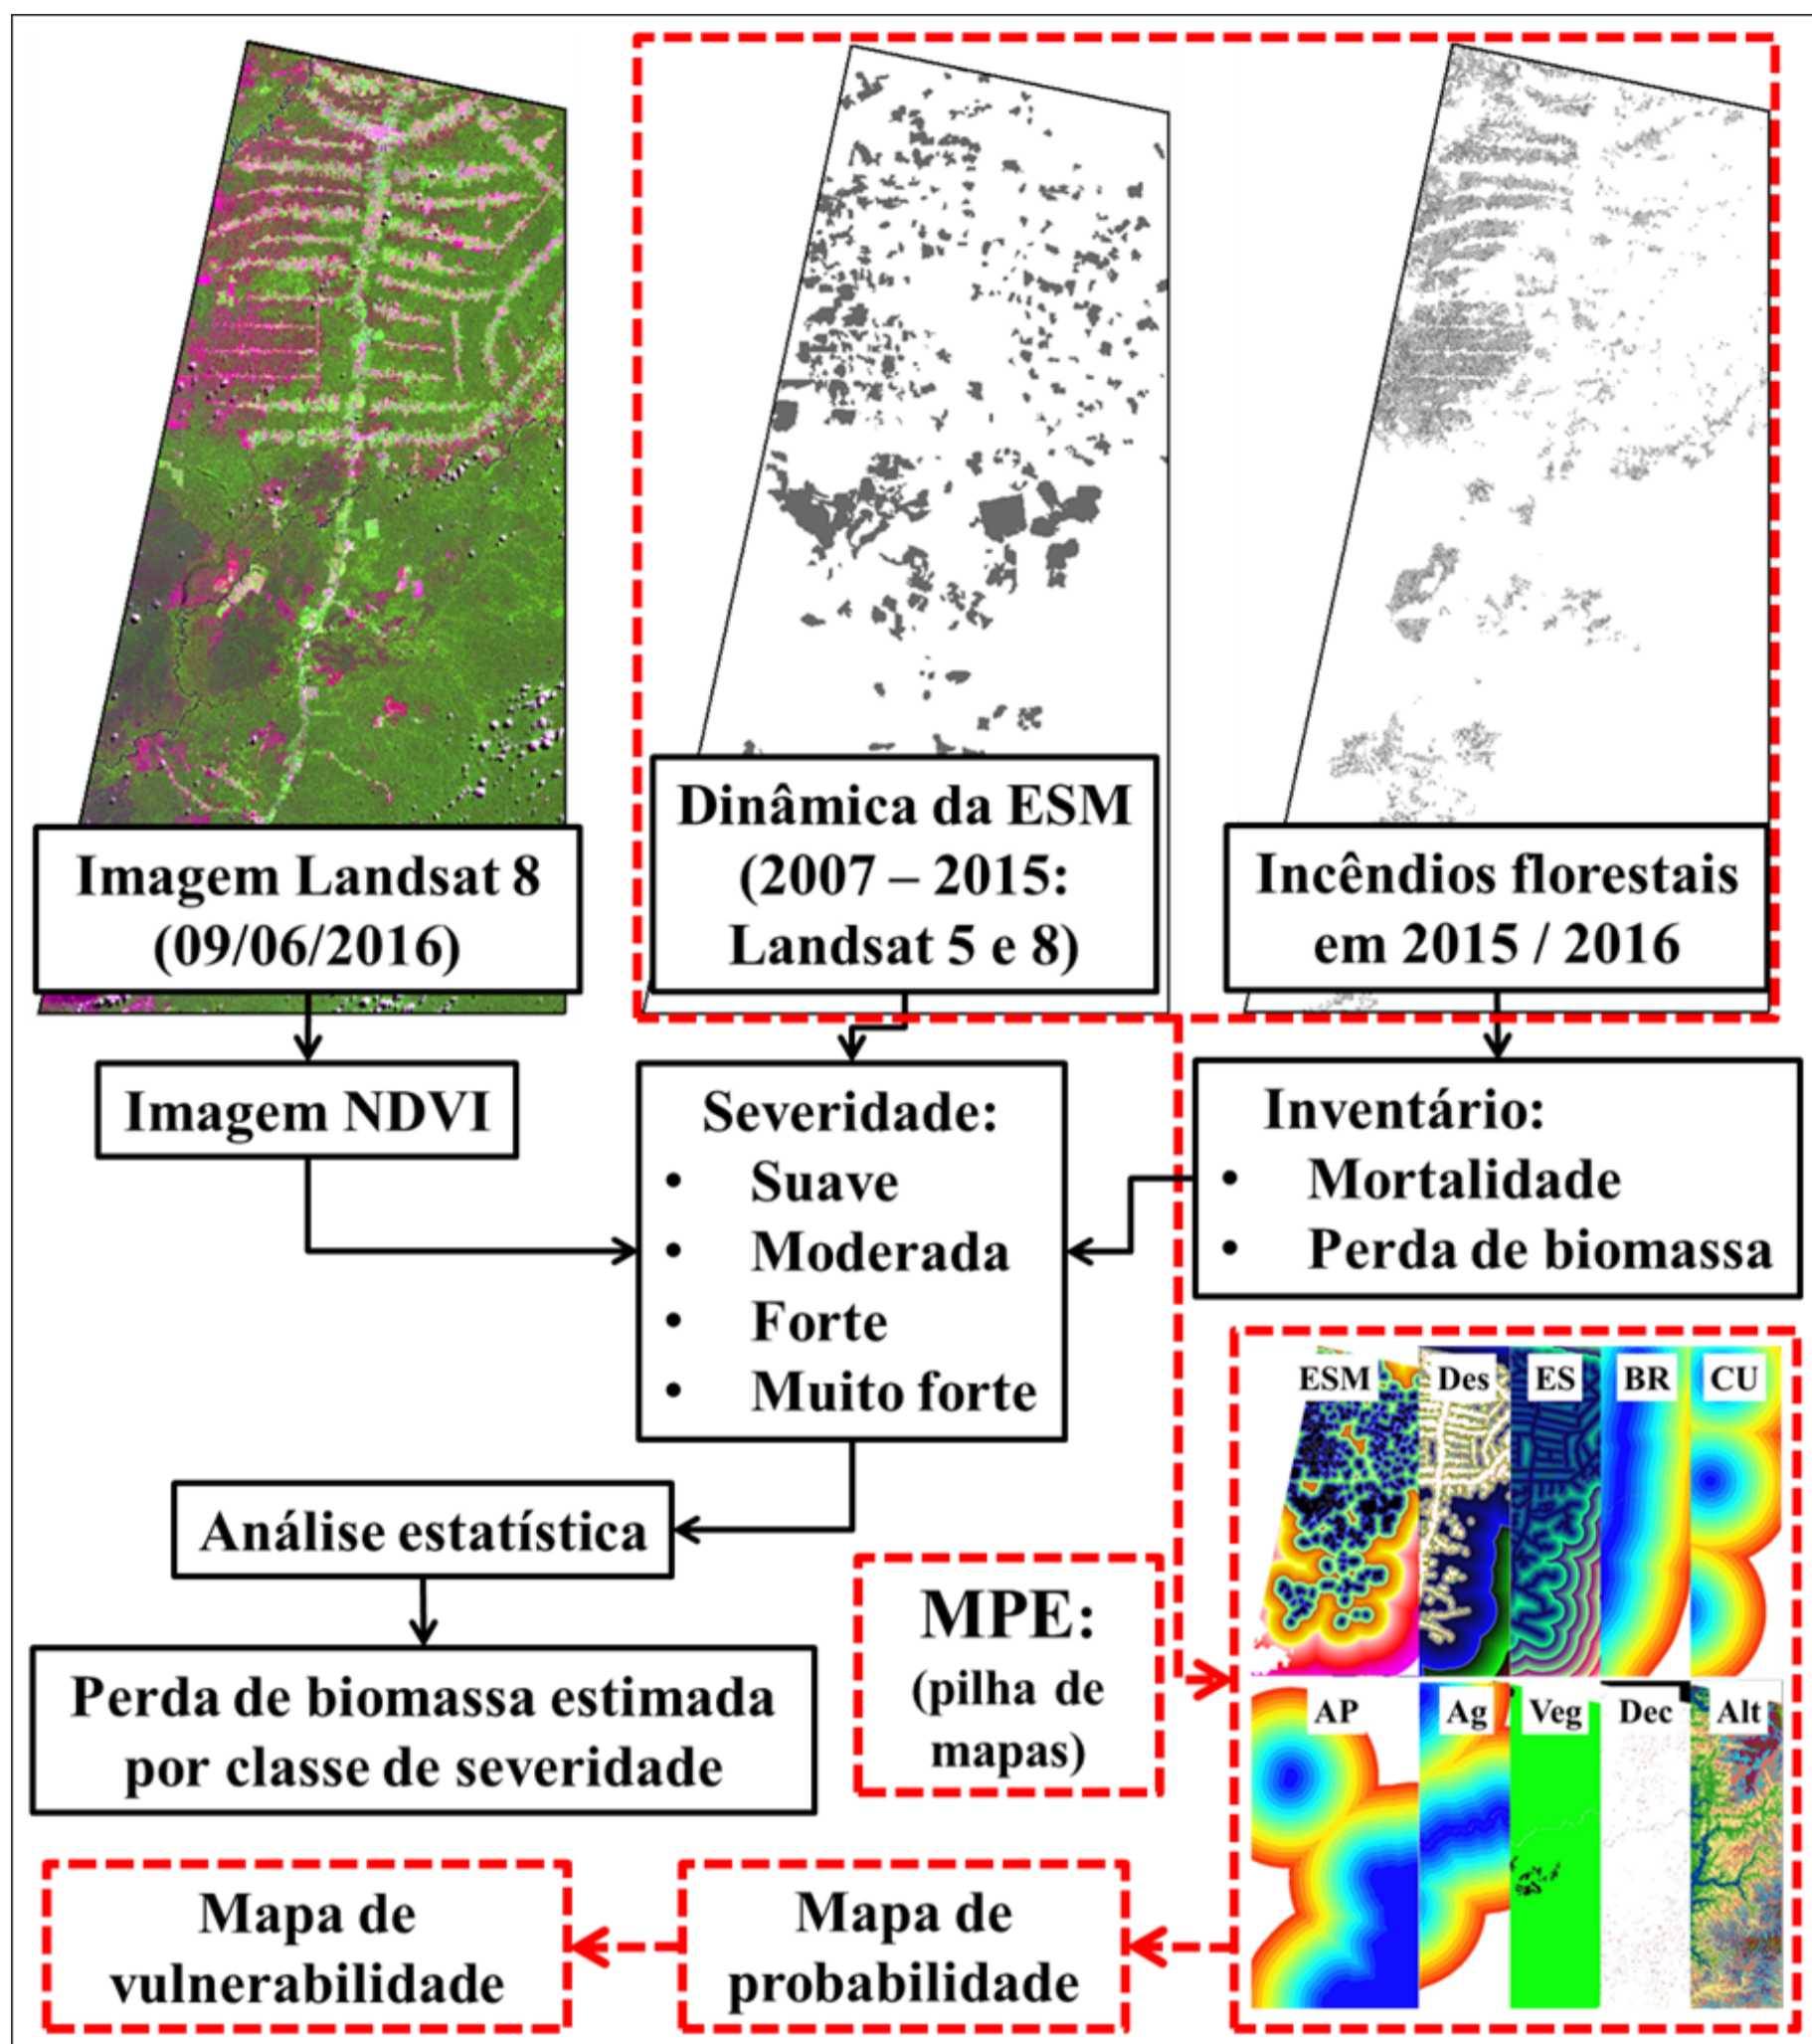 Imagem Landsat 8
(09/06/2016)
Dinâmica da ESM
(2007 – 2015:
Landsat 5 e 8)
Incêndios florestais
em 2015 / 2016
Imagem NDVI
Severidade:
• Suave
• Moderada
• Forte
• Muito forte
Inventário:
• Mortalidade
• Perda de biomassa
Análise estatística
Perda de biomassa estimada
por classe de severidade
MPE:
(pilha de
mapas)
ESM Des ES BR CU
AP Ag Veg Dec Alt
Mapa de
probabilidade
Mapa de
vulnerabilidade